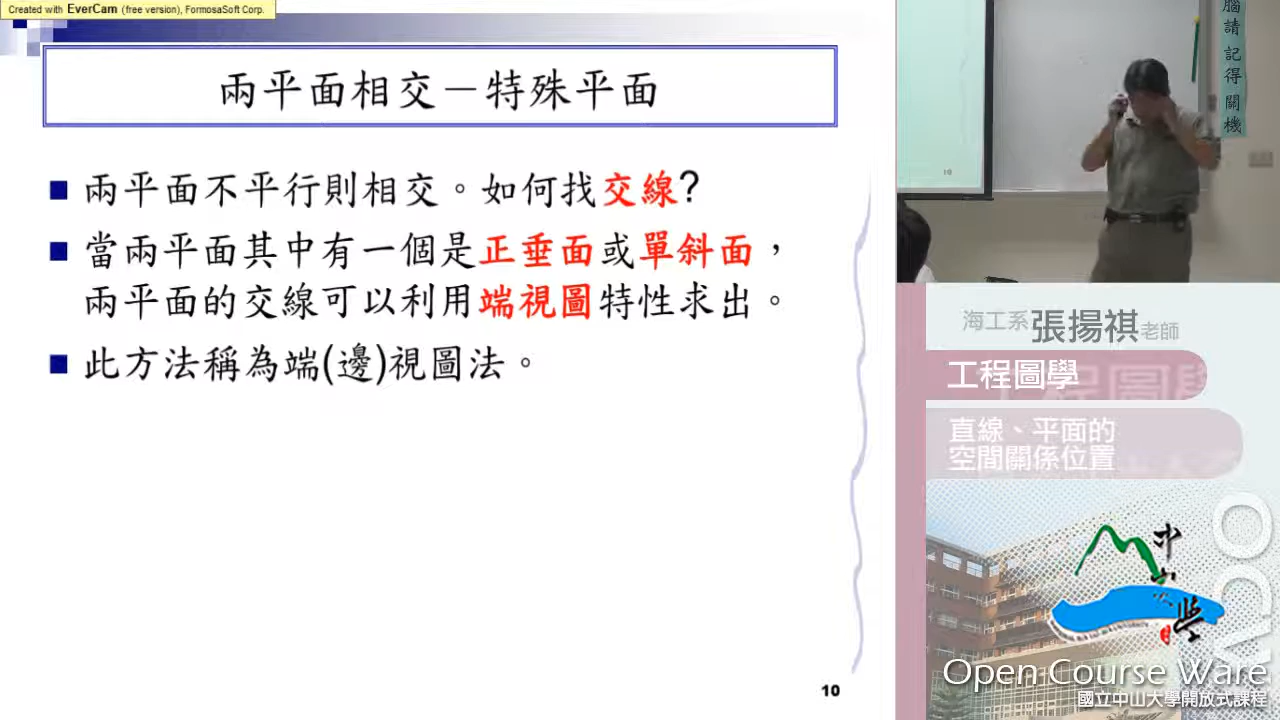 Created with EverCam (free version), FormosaSoft Corp.
兩平面相交－特殊平面
兩平面不平行則相交。如何找交線?
當兩平面其中有一個是正垂面或單斜面，
兩平面的交線可以利用端視圖特性求出。
此方法稱為端(邊)視圖法。
10
腦請記得關機
10
海工系張揚祺老師
工程圖學
直線、平面的
空間關係位置
中山大學
Open Course Ware
國立中山大學開放式課程